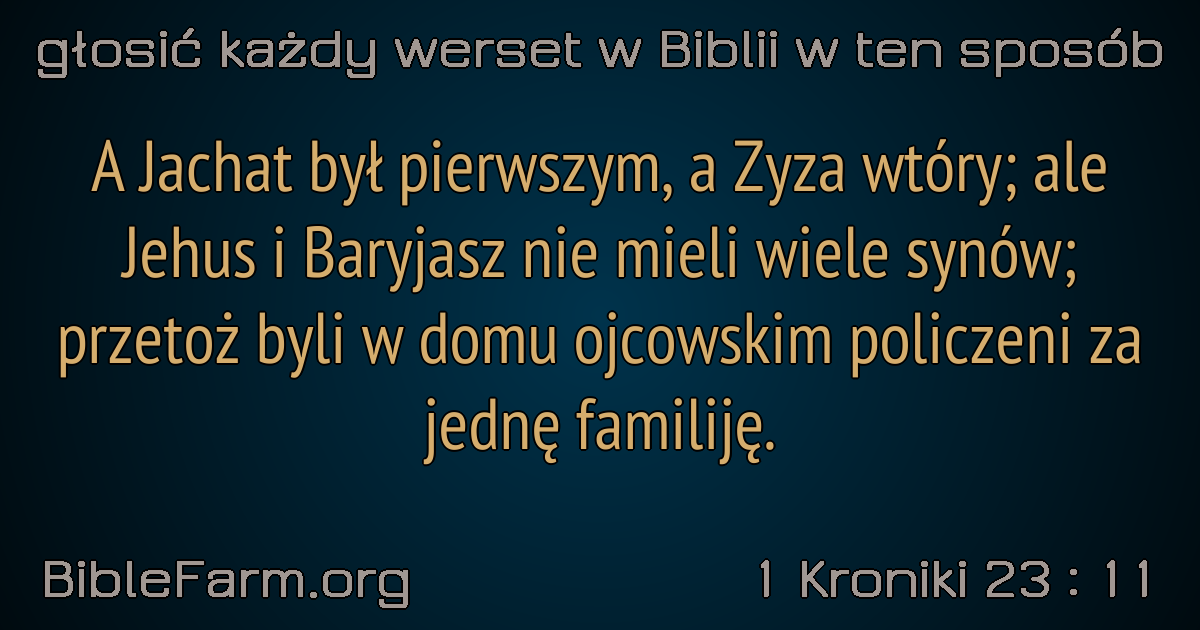 głosić każdy werset w Biblii w ten sposób
A Jachat był pierwszym, a Zyza wtóry; ale
Jehus i Baryjasz nie mieli wiele synów;
przetoż byli w domu ojcowskim policzeni za
jednę familiję.
BibleFarm.org
1 Kroniki 23 : 11